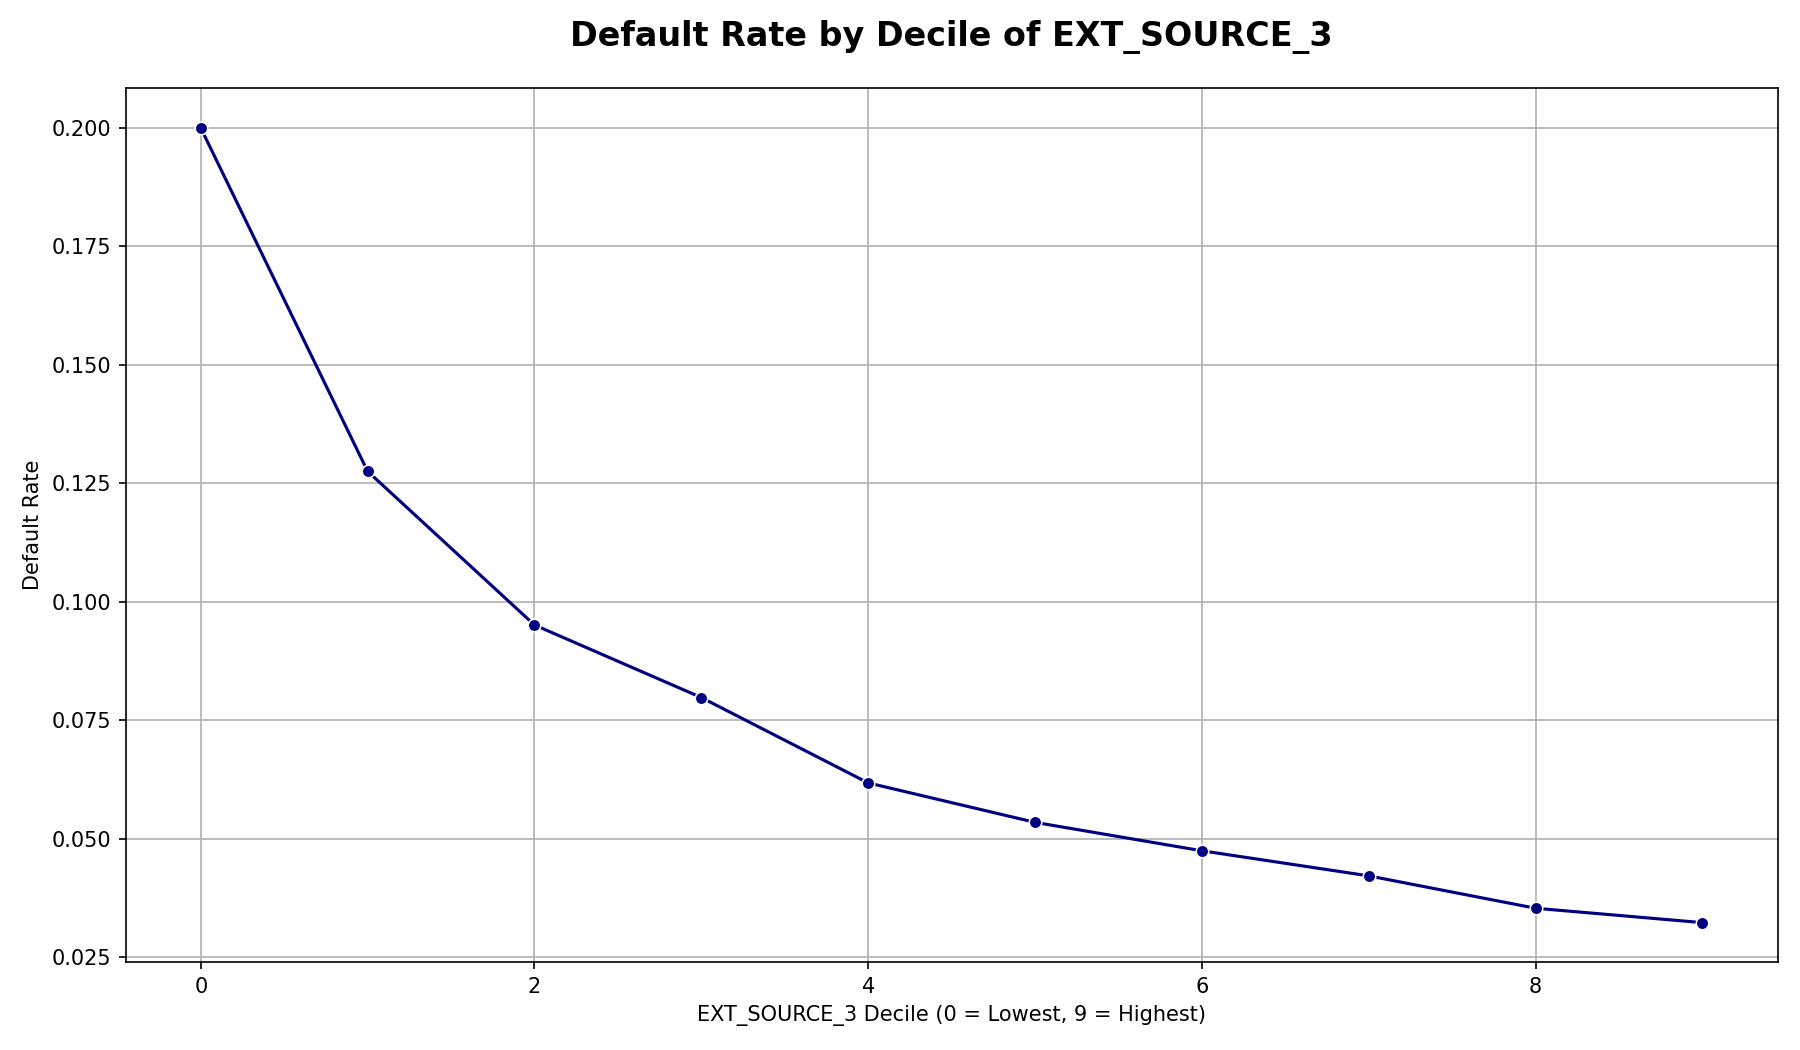 Default Rate by Decile of EXT_SOURCE_3
0.200
0.175
0.150
0.125
0.100
0.075
0.050
0.025
Default Rate
0 2 4 6 8
EXT_SOURCE_3 Decile (0 = Lowest, 9 = Highest)